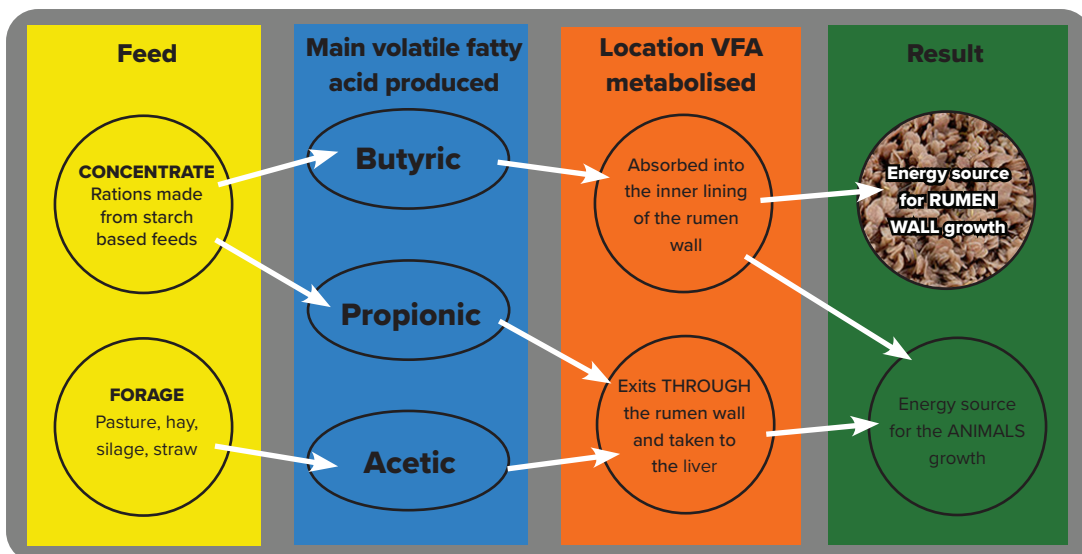 Feed
CONCENTRATE
Rations made
from starch
based feeds
FORAGE
Pasture, hay,
silage, straw
Main volatile fatty
acid produced
Butyric
Propionic
Acetic
Location VFA
metabolised
Absorbed into
the inner lining
of the rumen
wall
Exits THROUGH
the rumen wall
and taken to
the liver
Result
Energy source
for RUMEN
WALL growth
Energy source
for the ANIMALS
growth